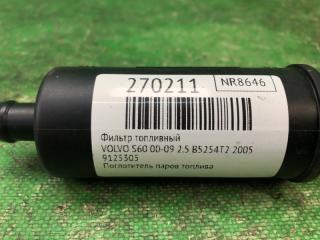 270211
NR8646
Фильтр топливный
VOLVO S60 00-09 2.5 B5254T2 2005
9125305
Поглотитель паров топлива